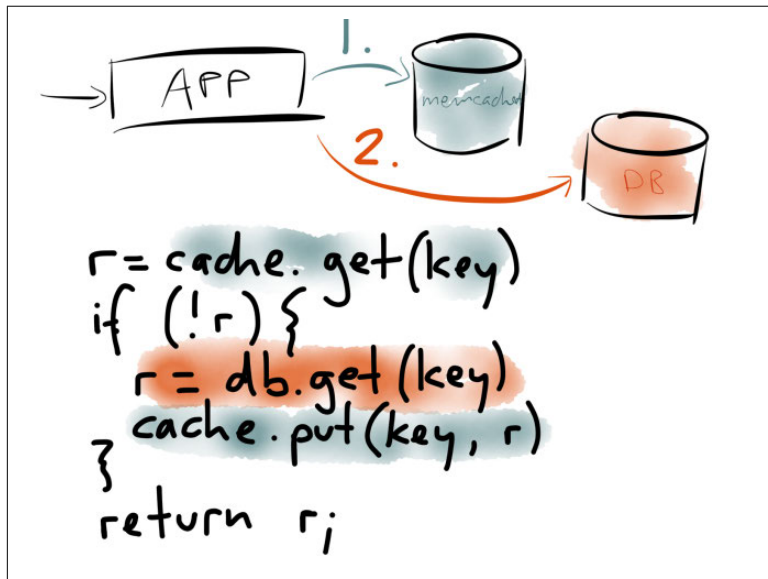 1.
APP
memcached
2.
DB
r = cache.get(key)
if (!r) {
r = db.get(key)
cache.put(key, r)
}
return r;